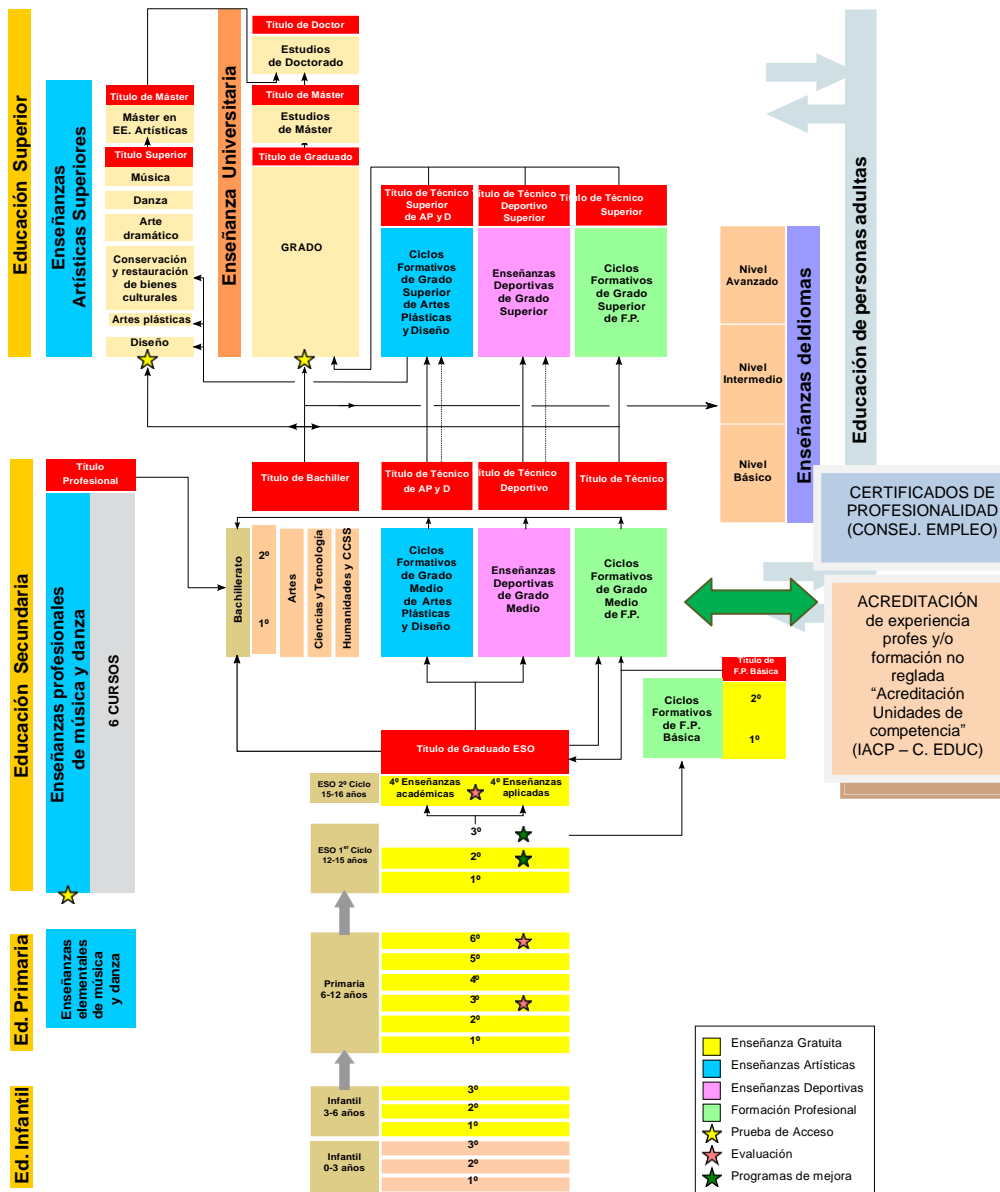 Educación Superior
Enseñanzas
Artísticas Superiores
Título de Máster
Máster en
EE. Artísticas
Título Superior
Música
Danza
Arte
dramático
Conservación
y restauración
de bienes
culturales
Artes plásticas
Diseño
Enseñanza Universitaria
Título de Doctor
Estudios
de Doctorado
Título de Máster
Estudios
de Máster
Título de Graduado
GRADO
Título de Técnico
Superior
de AP y D
Ciclos
Formativos
de Grado
Superior
de Artes
Plásticas
y Diseño
Título de Técnico
Deportivo
Superior
Enseñanzas
Deportivas
de Grado
Superior
Título de Técnico
Superior
Ciclos
Formativos
de Grado
Superior
de F.P.
Nivel
Avanzado
Nivel
Intermedio
Nivel
Básico
Enseñanzas deIdiomas
Educación de personas adultas
CERTIFICADOS DE
PROFESIONALIDAD
(CONSEJ. EMPLEO)
ACREDITACIÓN
de experiencia
profes y/o
formación no
reglada
“Acreditación
Unidades de
competencia”
(IACP – C. EDUC)
Educación Secundaria
Título
Profesional
Enseñanzas profesionales
de música y danza
6 CURSOS
Título de Bachiller
Bachillerato
2º
1º
Artes
Ciencias y Tecnología
Humanidades y CCSS
Título de Técnico
de AP y D
Ciclos
Formativos
de Grado
Medio
de Artes
Plásticas
y Diseño
Título de Técnico
Deportivo
Enseñanzas
Deportivas
de Grado
Medio
Título de Técnico
Ciclos
Formativos
de Grado
Medio
de F.P.
Título de
F.P. Básica
Ciclos
Formativos
de F.P.
Básica
2º
1º
Título de Graduado ESO
ESO 2º Ciclo
15-16 años
4º Enseñanzas
académicas
4º Enseñanzas
aplicadas
ESO 1er Ciclo
12-15 años
3º
2º
1º
Ed. Primaria
Enseñanzas
elementales
de música
y danza
Primaria
6-12 años
6º
5º
4º
3º
2º
1º
Ed. Infantil
Infantil
3-6 años
3º
2º
1º
Infantil
0-3 años
3º
2º
1º
Enseñanza Gratuita
Enseñanzas Artísticas
Enseñanzas Deportivas
Formación Profesional
Prueba de Acceso
Evaluación
Programas de mejora